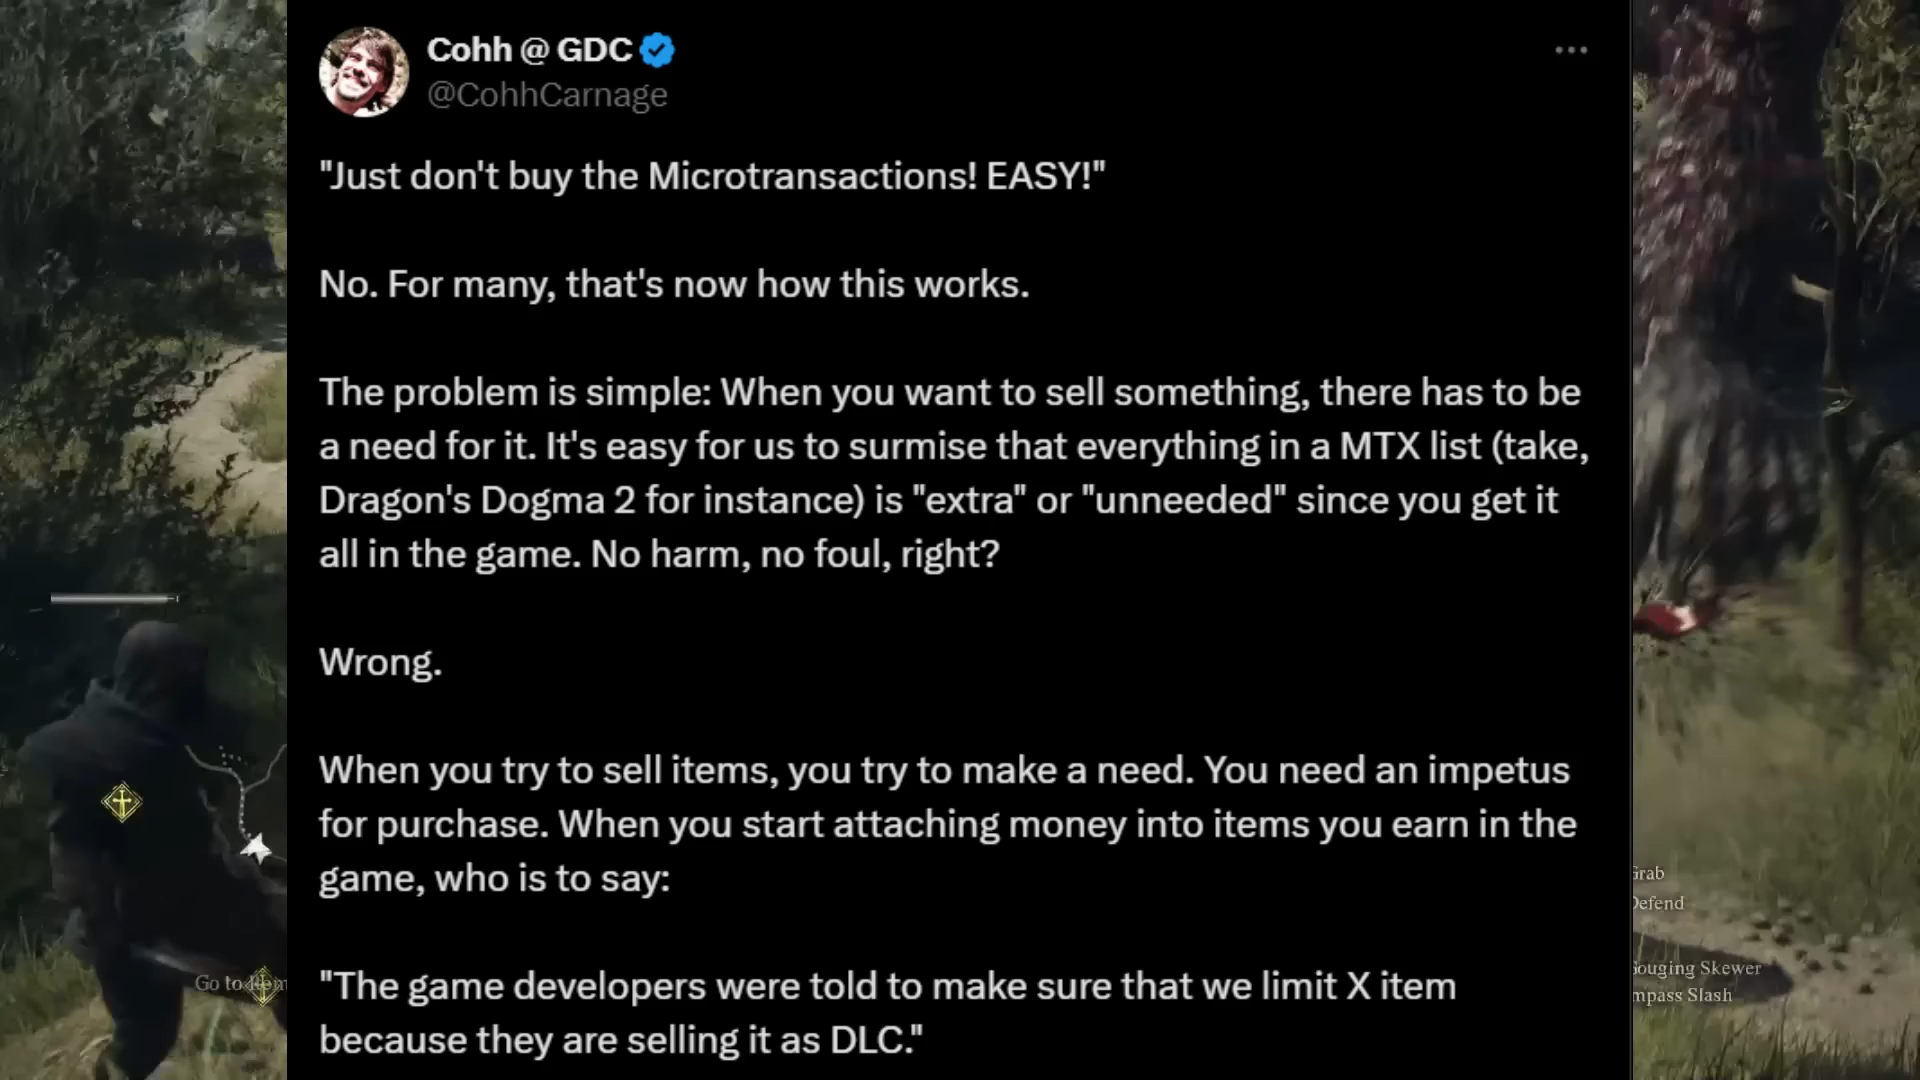 Cohh @ GDC
@CohhCarnage
"Just don't buy the Microtransactions! EASY!"
No. For many, that's now how this works.
The problem is simple: When you want to sell something, there has to be
a need for it. It's easy for us to surmise that everything in a MTX list (take,
Dragon's Dogma 2 for instance) is "extra" or "unneeded" since you get it
all in the game. No harm, no foul, right?
Wrong.
When you try to sell items, you try to make a need. You need an impetus
for purchase. When you start attaching money into items you earn in the
game, who is to say:
"The game developers were told to make sure that we limit X item
because they are selling it as DLC."
Go to
Grab
Defend
Gouging Skewer
mpass Slash